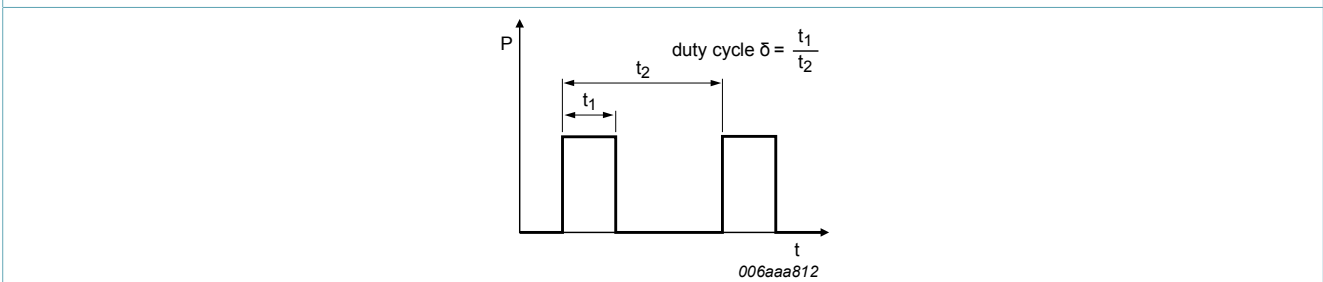 P
duty cycle δ = t1
t2
t2
t1
t
006aaa812